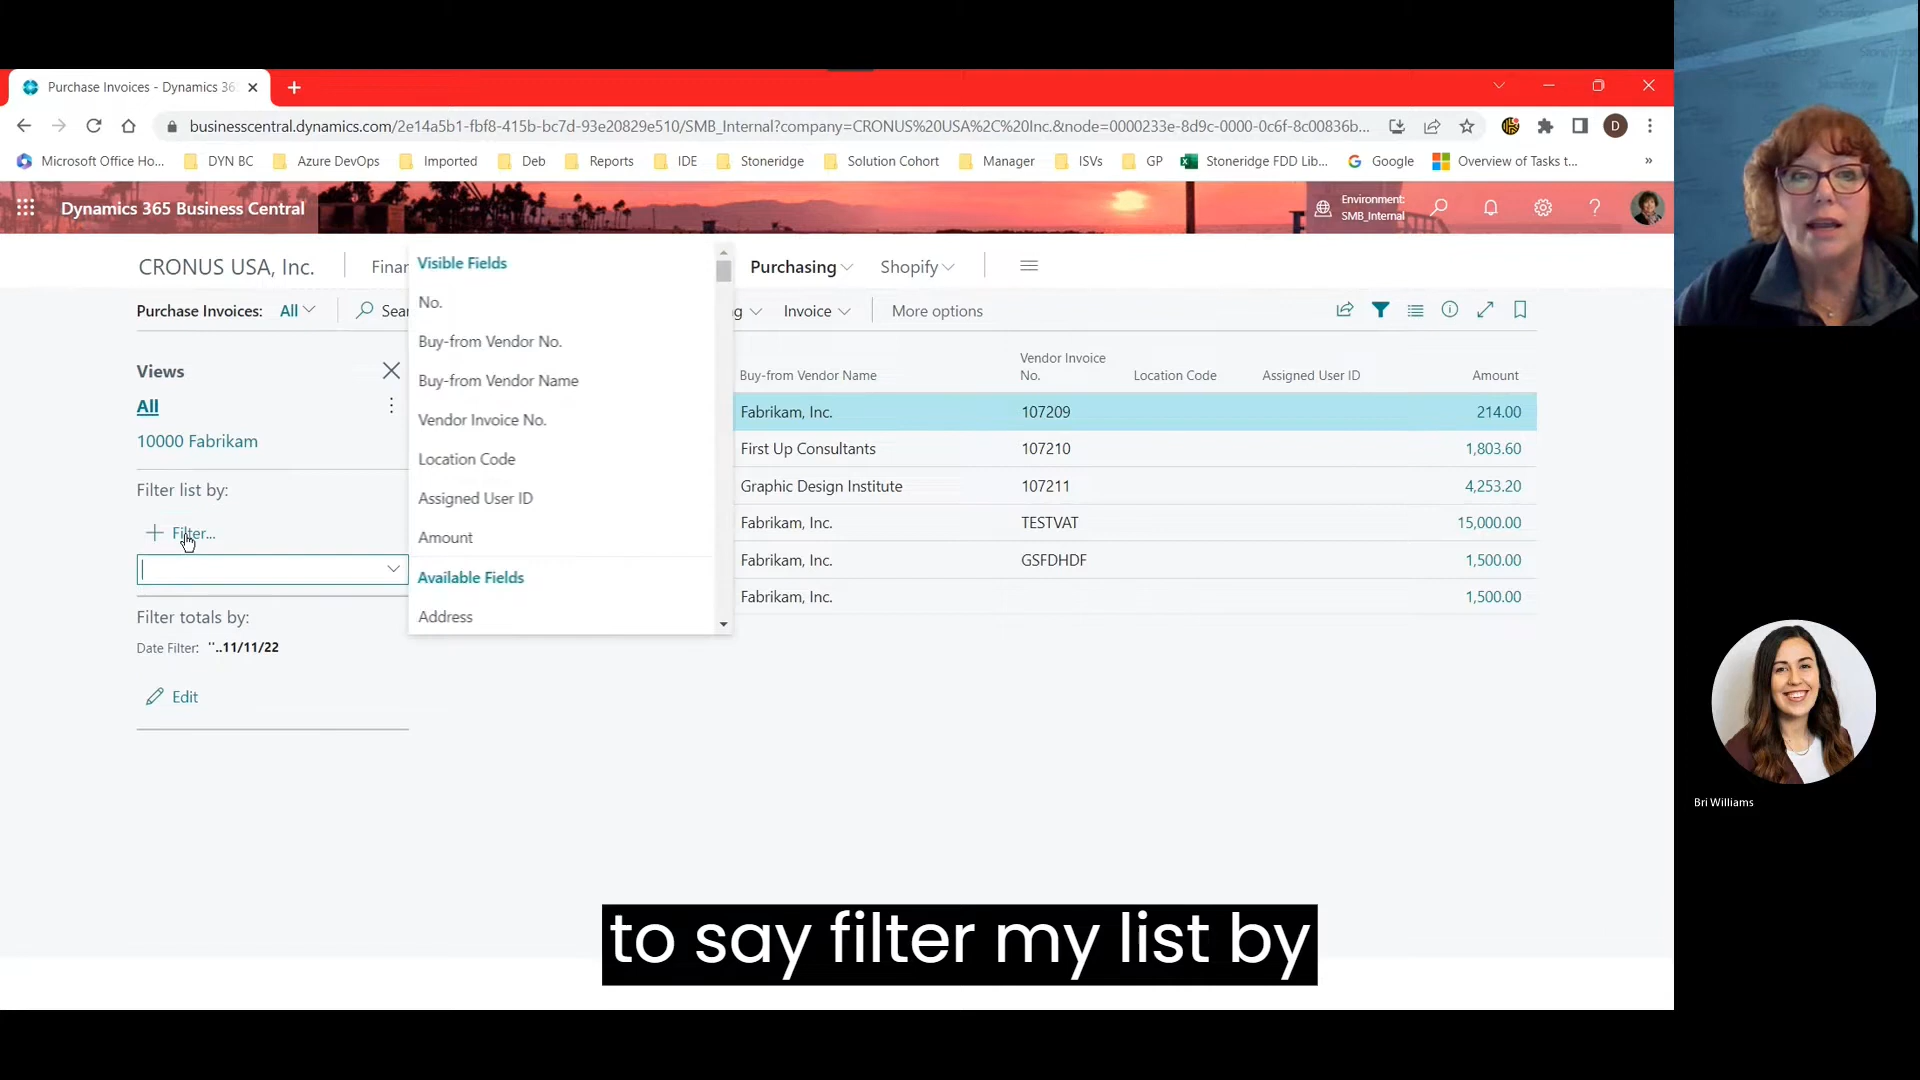 Purchase Invoices - Dynamics 36
businesscentral.dynamics.com/2e14a5b1-fbf8-415b-bc7d-93e20829e510/SMB_Internal?company=CRONUS%20USA%2C%20Inc.&node=0000233e-8d9c-0000-0c6f-8c00836b...
D
Microsoft Office Ho... DYN BC Azure DevOps Imported Deb Reports IDE Stoneridge Solution Cohort Manager ISVs GP Stoneridge FDD Lib... Google Overview of Tasks t... »
Dynamics 365 Business Central
Environment:
SMB_Internal
CRONUS USA, Inc. Finan Purchasing Shopify
Purchase Invoices: All Sear g Invoice More options
Views
All
10000 Fabrikam
Filter list by:
Filter...
Filter totals by:
Date Filter: ''..11/11/22
Edit
Visible Fields
No.
Buy-from Vendor No.
Buy-from Vendor Name
Vendor Invoice No.
Location Code
Assigned User ID
Amount
Available Fields
Address
Buy-from Vendor Name Vendor Invoice No. Location Code Assigned User ID Amount
Fabrikam, Inc. 107209 214.00
First Up Consultants 107210 1,803.60
Graphic Design Institute 107211 4,253.20
Fabrikam, Inc. TESTVAT 15,000.00
Fabrikam, Inc. GSFDHDF 1,500.00
Fabrikam, Inc. 1,500.00
Bri Williams
to say filter my list by